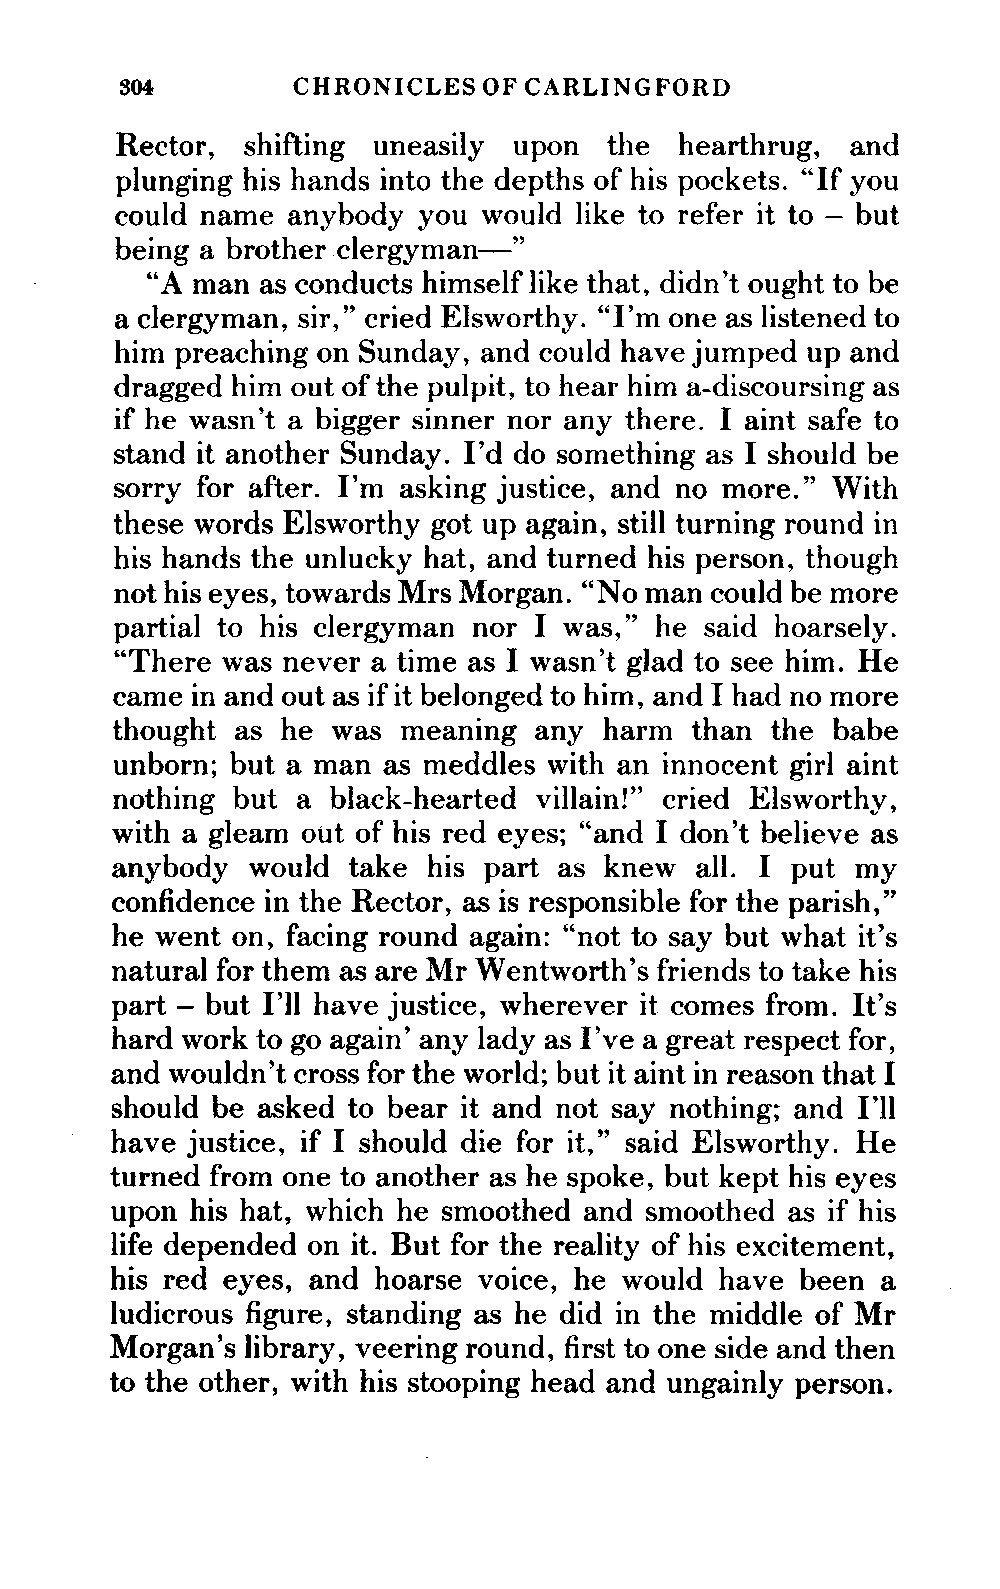 304 CHRONICLES OF CARLINGFORD
Rector, shifting uneasily upon the hearthrug, and
plunging his hands into the depths of his pockets. “If you
could name anybody you would like to refer it to – but
being a brother clergyman—”
“A man as conducts himself like that, didn’t ought to be
a clergyman, sir,” cried Elsworthy. “I’m one as listened to
him preaching on Sunday, and could have jumped up and
dragged him out of the pulpit, to hear him a-discoursing as
if he wasn’t a bigger sinner nor any there. I aint safe to
stand it another Sunday. I’d do something as I should be
sorry for after. I’m asking justice, and no more.” With
these words Elsworthy got up again, still turning round in
his hands the unlucky hat, and turned his person, though
not his eyes, towards Mrs Morgan. “No man could be more
partial to his clergyman nor I was,” he said hoarsely.
“There was never a time as I wasn’t glad to see him. He
came in and out as if it belonged to him, and I had no more
thought as he was meaning any harm than the babe
unborn; but a man as meddles with an innocent girl aint
nothing but a black-hearted villain!” cried Elsworthy,
with a gleam out of his red eyes; “and I don’t believe as
anybody would take his part as knew all. I put my
confidence in the Rector, as is responsible for the parish,”
he went on, facing round again: “not to say but what it’s
natural for them as are Mr Wentworth’s friends to take his
part – but I’ll have justice, wherever it comes from. It’s
hard work to go again’ any lady as I’ve a great respect for,
and wouldn’t cross for the world; but it aint in reason that I
should be asked to bear it and not say nothing; and I’ll
have justice, if I should die for it,” said Elsworthy. He
turned from one to another as he spoke, but kept his eyes
upon his hat, which he smoothed and smoothed as if his
life depended on it. But for the reality of his excitement,
his red eyes, and hoarse voice, he would have been a
ludicrous figure, standing as he did in the middle of Mr
Morgan’s library, veering round, first to one side and then
to the other, with his stooping head and ungainly person.